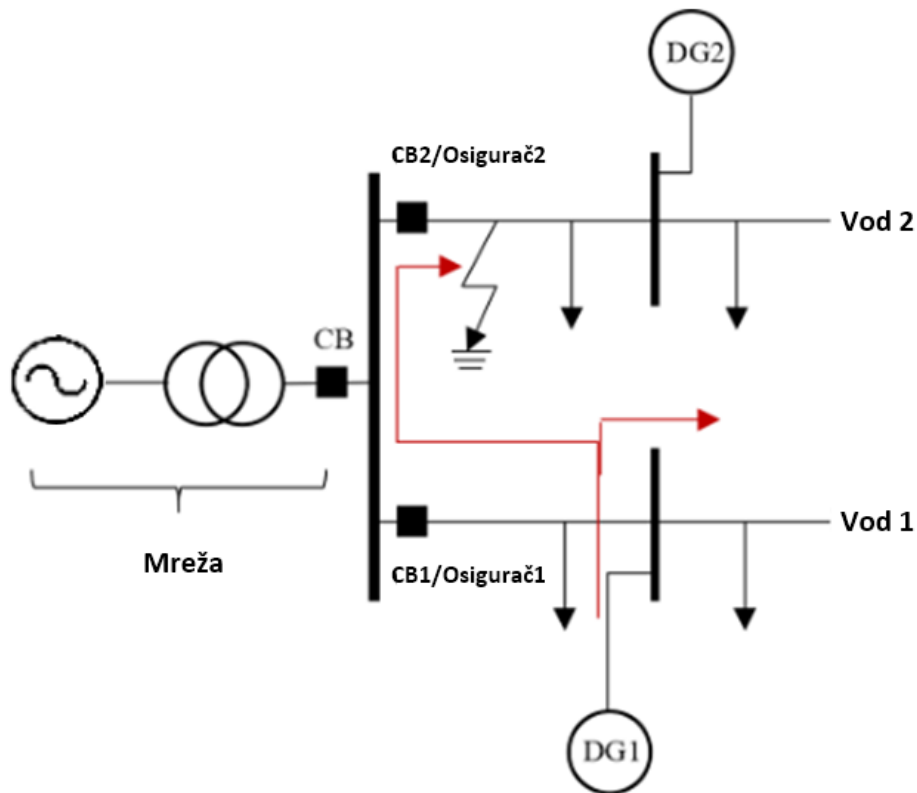 DG2
CB2/Osigurač2
Vod 2
CB
Mreža
Vod 1
CB1/Osigurač1
DG1